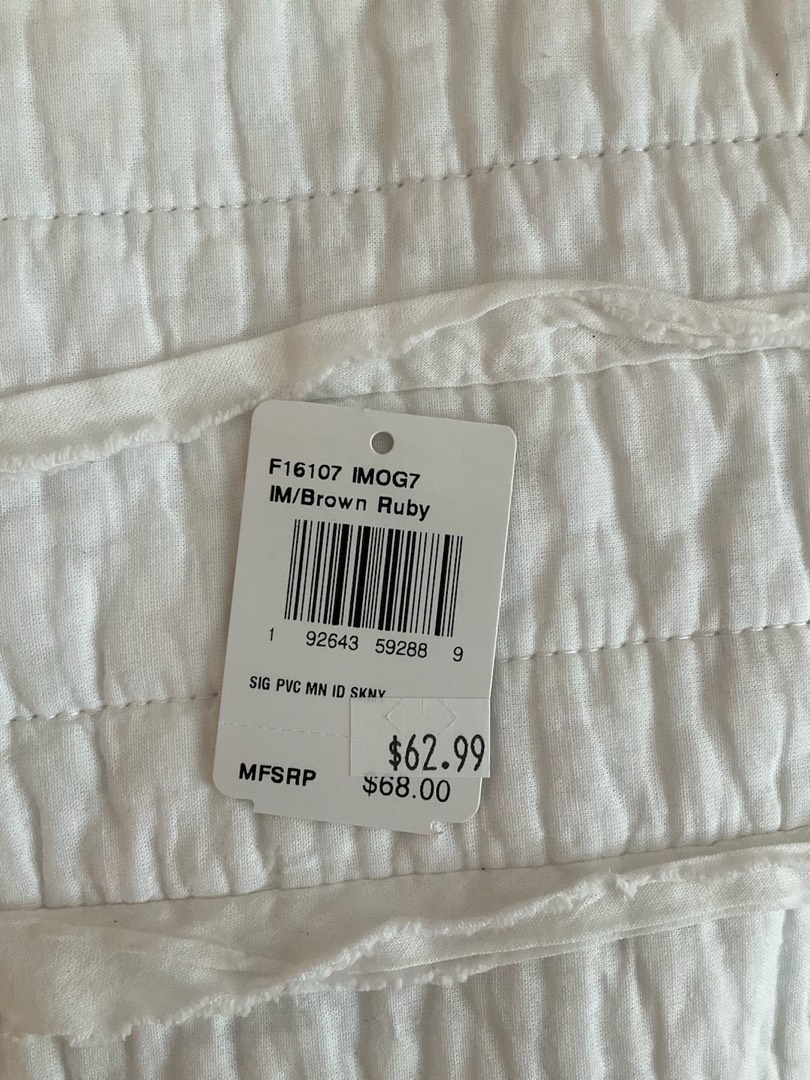 F16107 IMOG7
IM/Brown Ruby
1 92643 59288 9
SIG PVC MN ID SKNY
$62.99
MFSRP $68.00